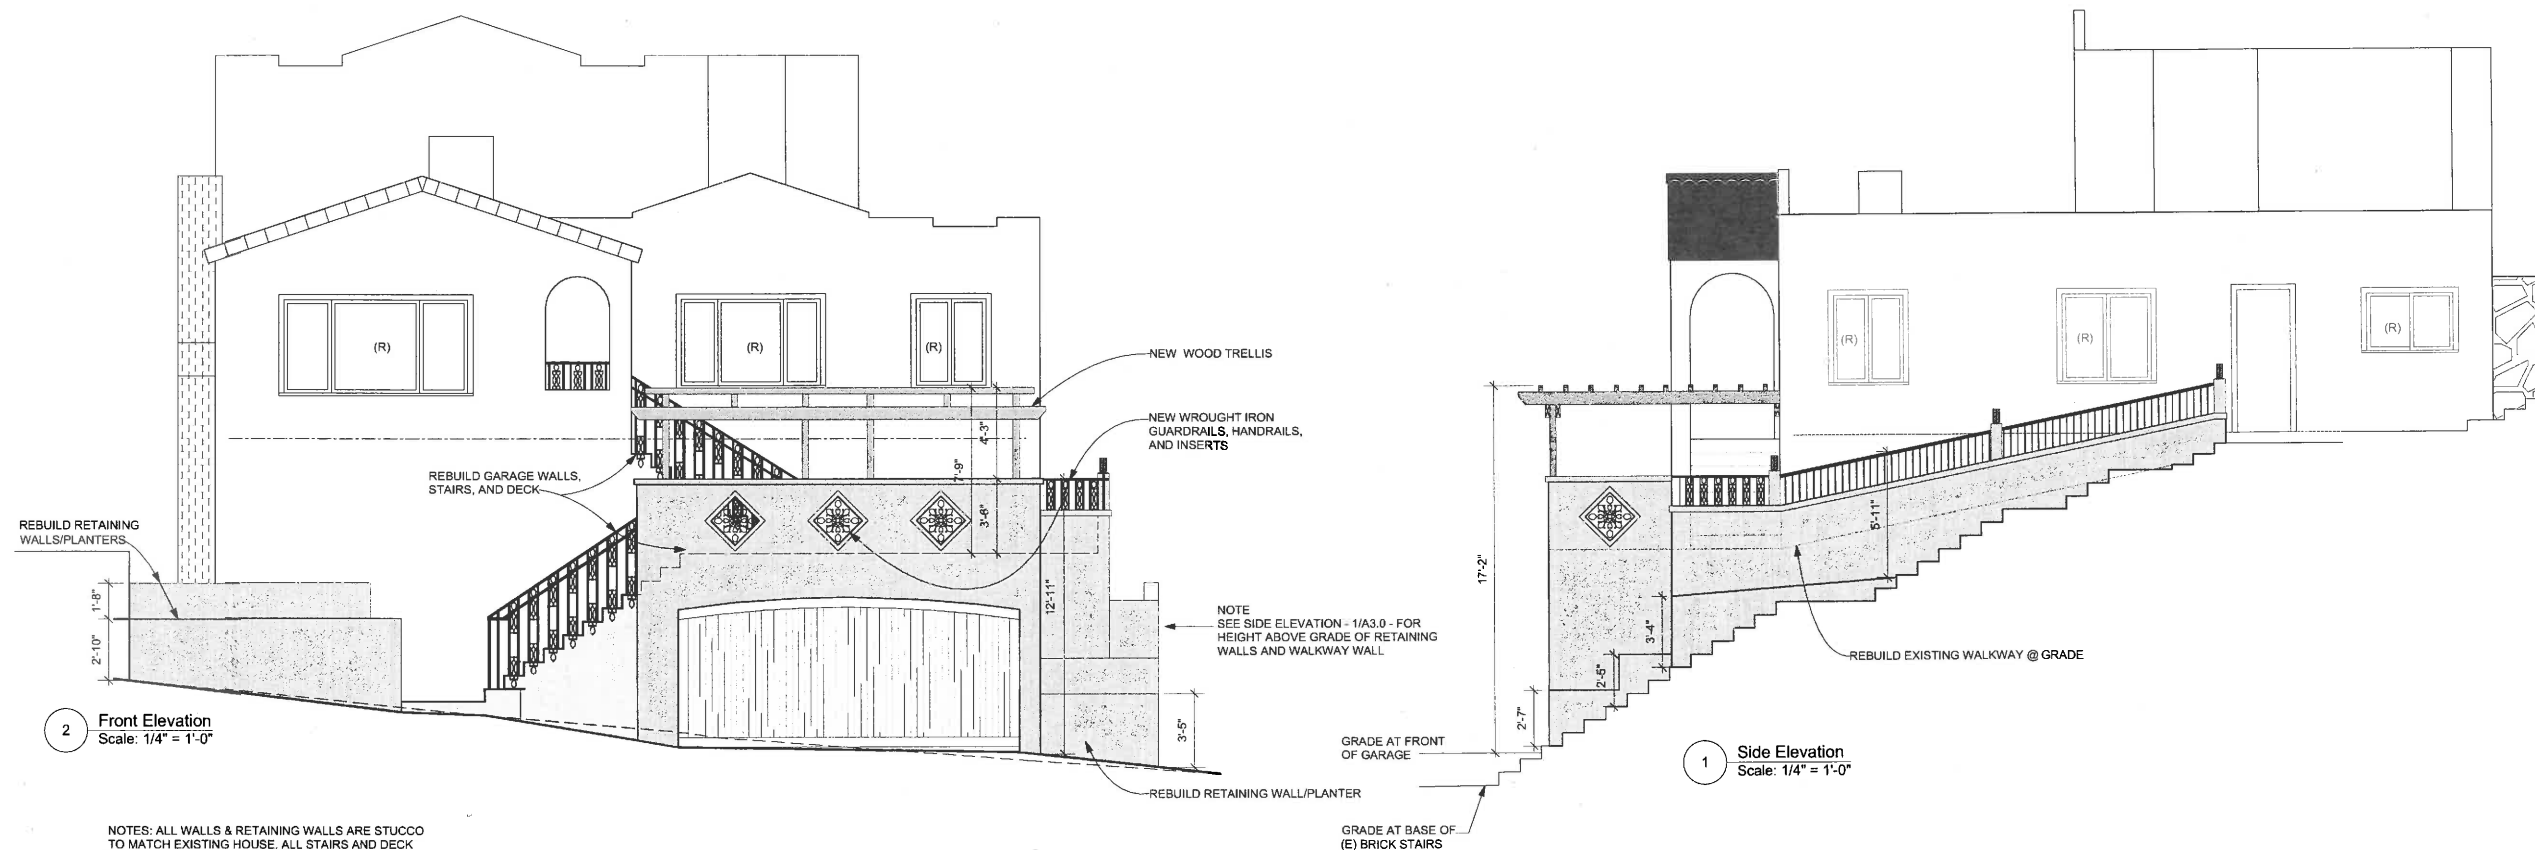 (R)
(R)
(R)
NEW WOOD TRELLIS
NEW WROUGHT IRON
GUARDRAILS, HANDRAILS,
AND INSERTS
REBUILD GARAGE WALLS,
STAIRS, AND DECK
REBUILD RETAINING
WALLS/PLANTERS
1'-8"
2'-10"
4'-3"
7'-9"
3'-6"
12'-11"
3'-5"
NOTE
SEE SIDE ELEVATION - 1/A3.0 - FOR
HEIGHT ABOVE GRADE OF RETAINING
WALLS AND WALKWAY WALL
REBUILD RETAINING WALL/PLANTER
2
Front Elevation
Scale: 1/4" = 1'-0"
NOTES: ALL WALLS & RETAINING WALLS ARE STUCCO
TO MATCH EXISTING HOUSE. ALL STAIRS AND DECK
(R)
(R)
(R)
17'-2"
5'-11"
3'-4"
2'-7"
REBUILD EXISTING WALKWAY @ GRADE
GRADE AT FRONT
OF GARAGE
GRADE AT BASE OF
(E) BRICK STAIRS
1
Side Elevation
Scale: 1/4" = 1'-0"